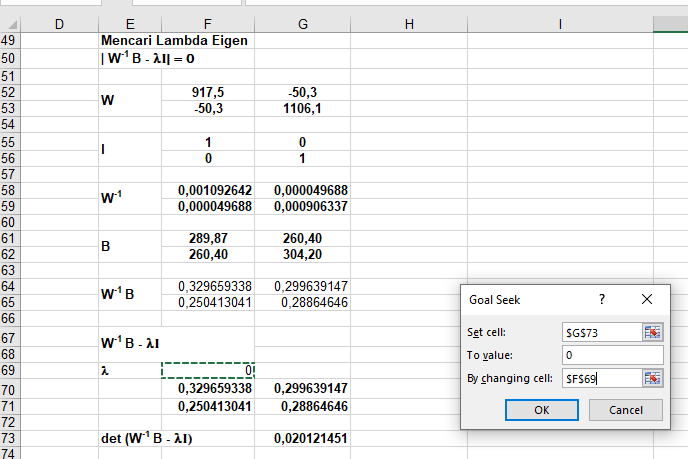 D E F G H I
49 Mencari Lambda Eigen
50 | W⁻¹ B - λI| = 0
51
52 W 917,5 -50,3
53 -50,3 1106,1
54
55 I 1 0
56 0 1
57
58 W⁻¹ 0,001092642 0,000049688
59 0,000049688 0,000906337
60
61 B 289,87 260,40
62 260,40 304,20
63
64 W⁻¹ B 0,329659338 0,299639147
65 0,250413041 0,28864646
66
67 W⁻¹ B - λI
68
69 λ 0
70 0,329659338 0,299639147
71 0,250413041 0,28864646
72
73 det (W⁻¹ B - λI) 0,020121451
74
Goal Seek ? X
Set cell: $G$73
To value: 0
By changing cell: $F$69
OK Cancel